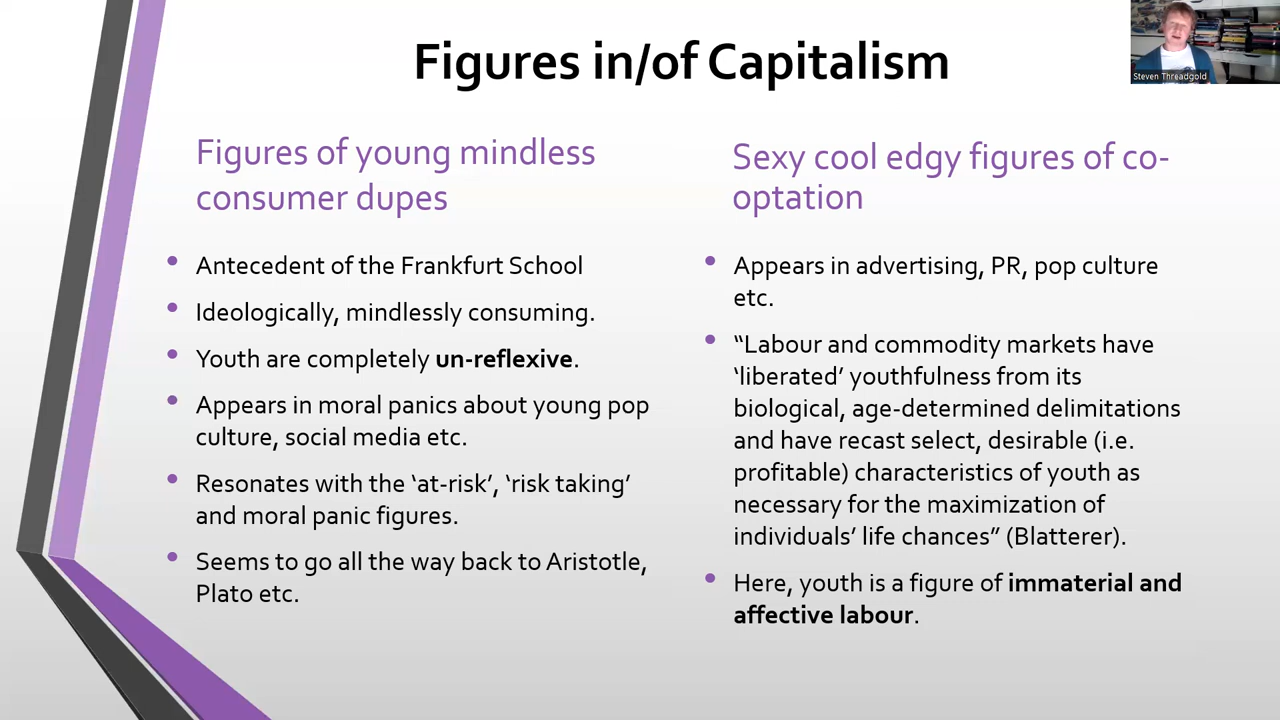 Figures in/of Capitalism
Steven Threadgold
Figures of young mindless
consumer dupes
• Antecedent of the Frankfurt School
• Ideologically, mindlessly consuming.
• Youth are completely un-reflexive.
• Appears in moral panics about young pop
culture, social media etc.
• Resonates with the ‘at-risk’, ‘risk taking’
and moral panic figures.
• Seems to go all the way back to Aristotle,
Plato etc.
Sexy cool edgy figures of co-
optation
• Appears in advertising, PR, pop culture
etc.
• “Labour and commodity markets have
‘liberated’ youthfulness from its
biological, age-determined delimitations
and have recast select, desirable (i.e.
profitable) characteristics of youth as
necessary for the maximization of
individuals’ life chances” (Blatterer).
• Here, youth is a figure of immaterial and
affective labour.